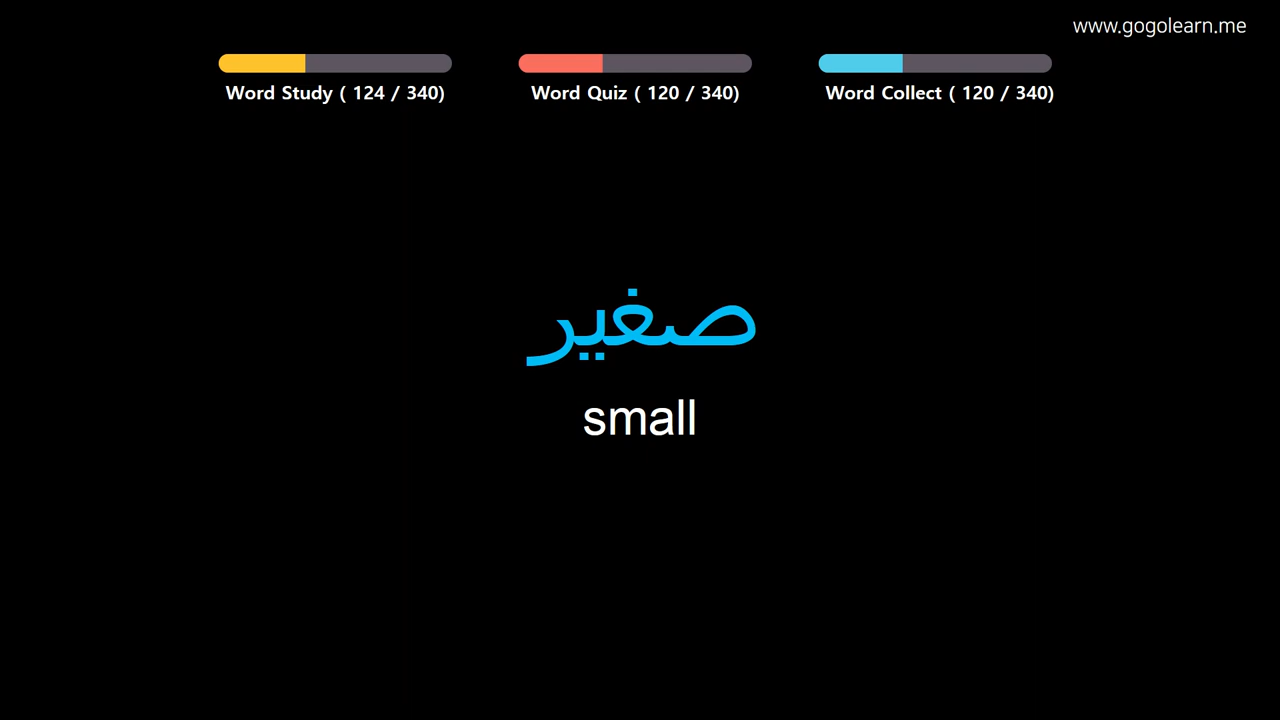 www.gogolearn.me
Word Study ( 124 / 340)
Word Quiz ( 120 / 340)
Word Collect ( 120 / 340)
صغير
small